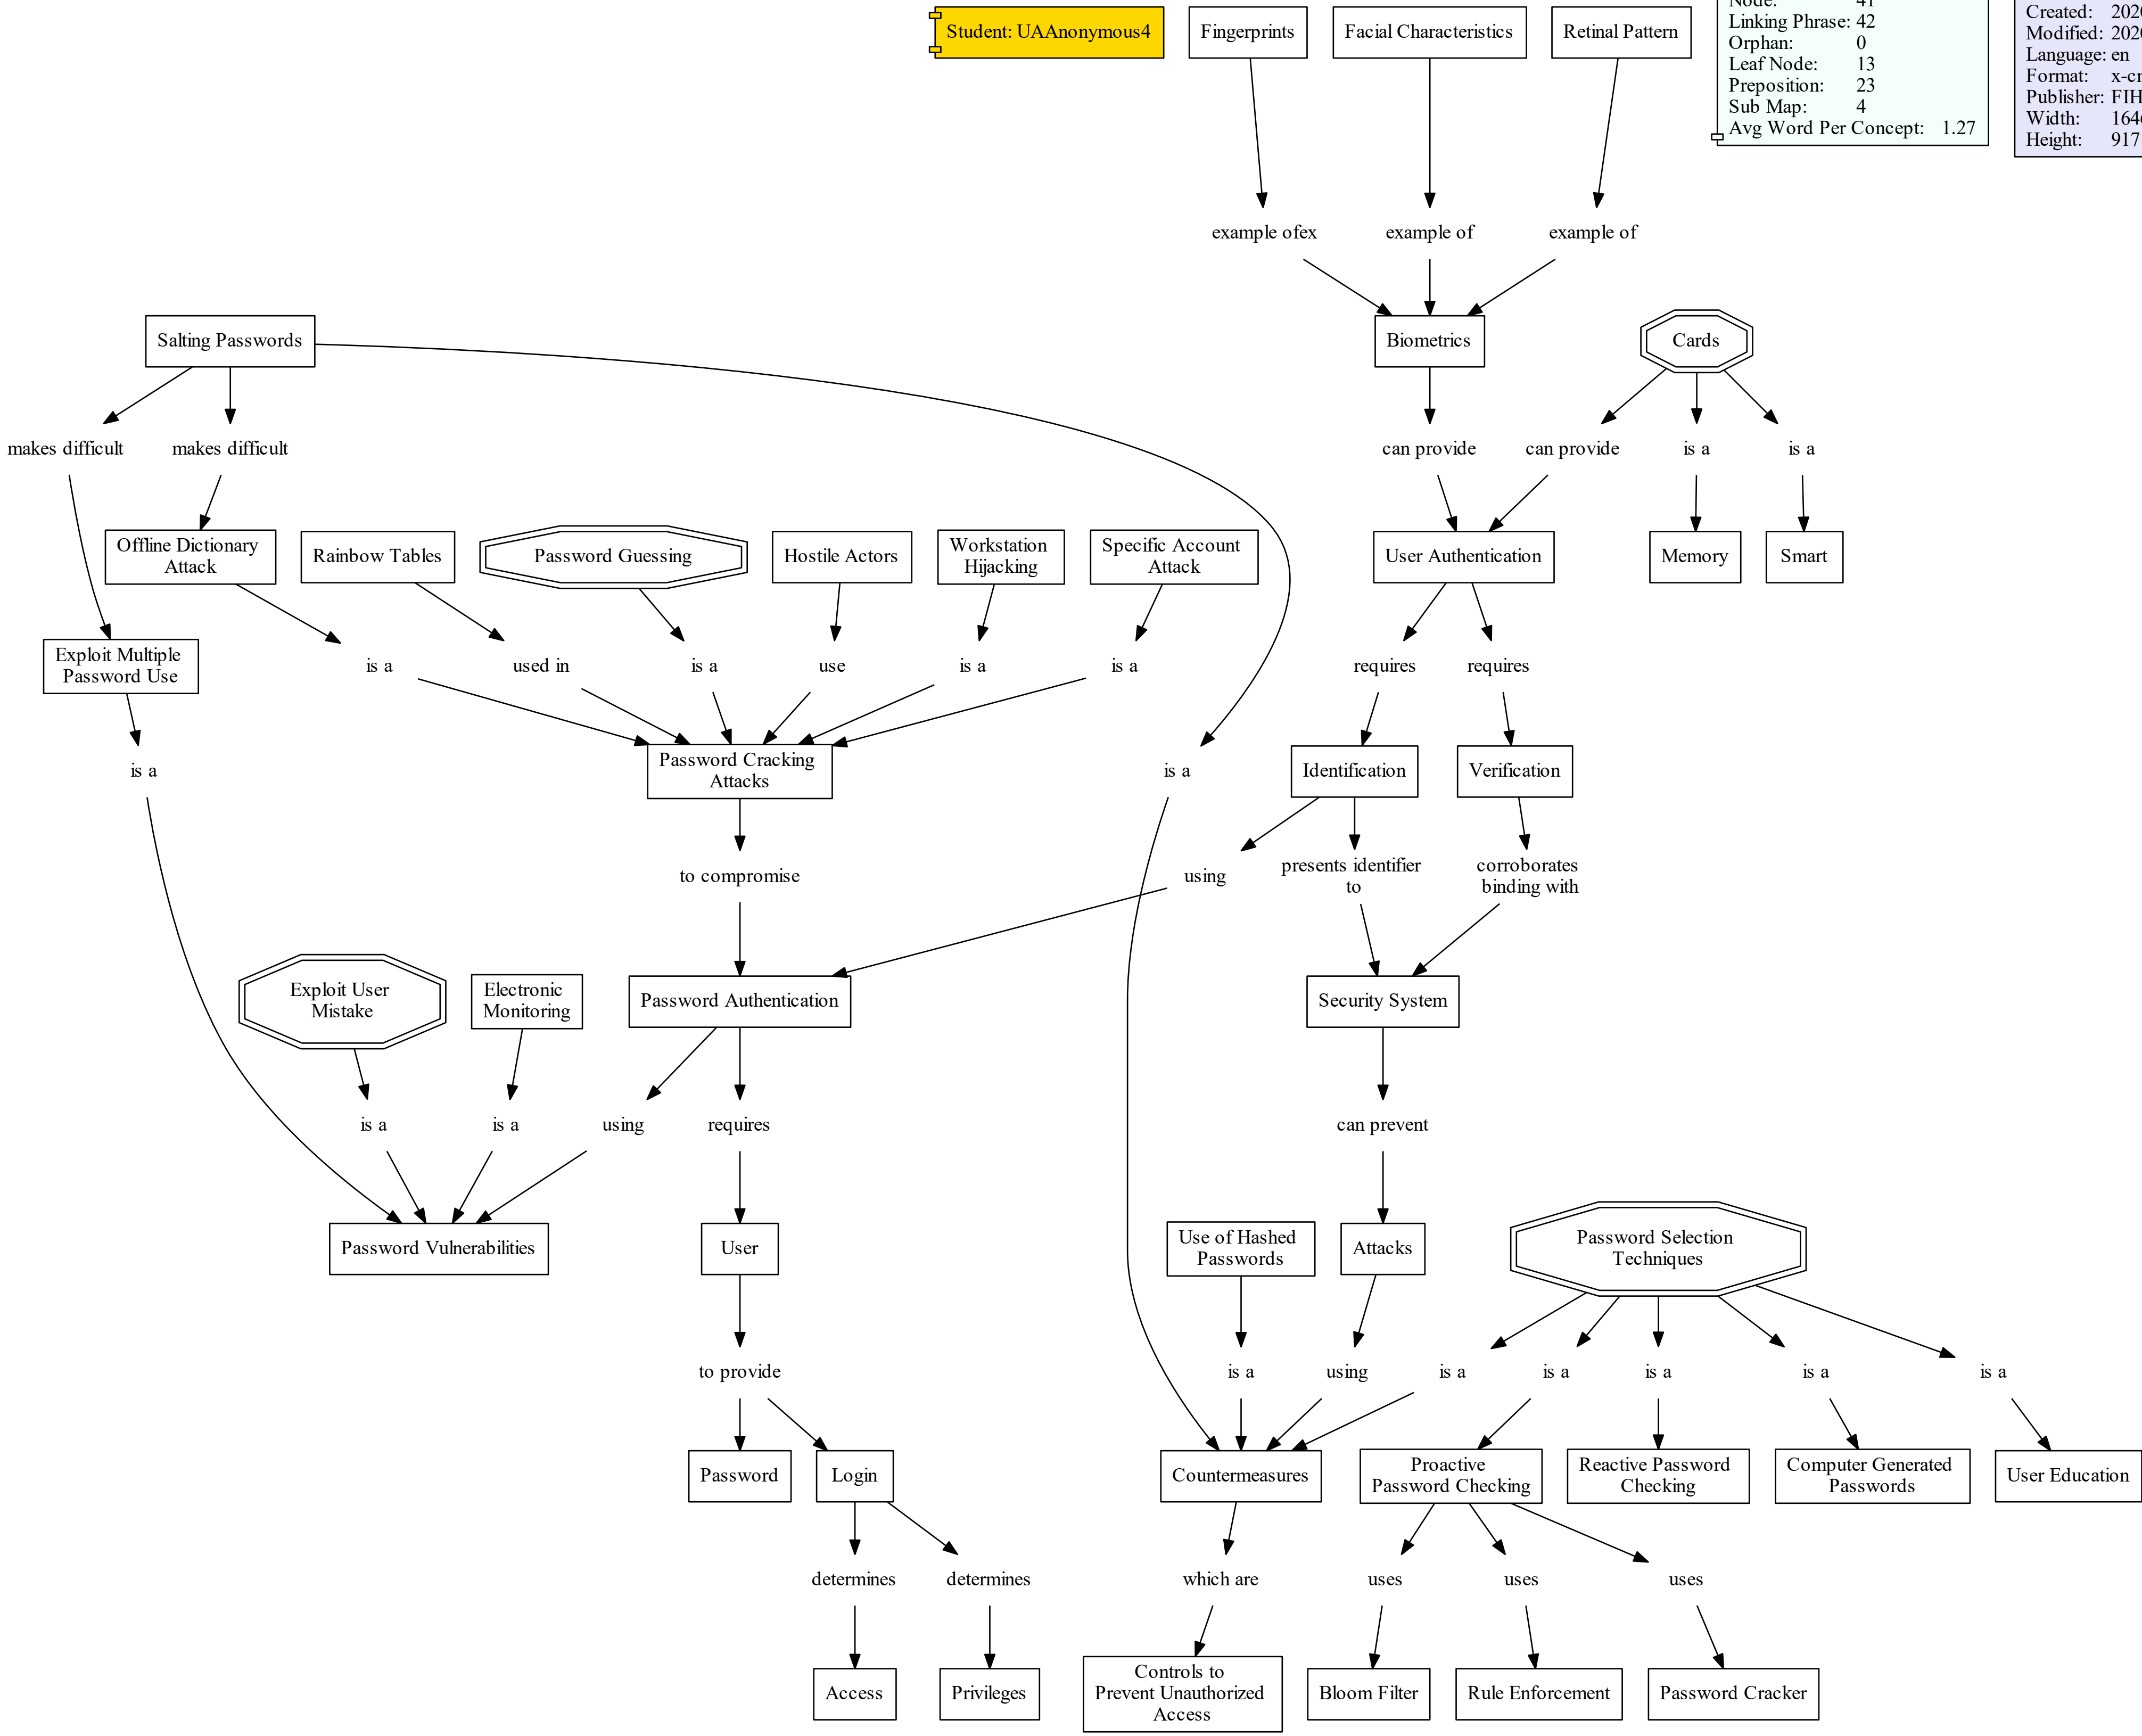 Student: UAAnonymous4
Fingerprints
Facial Characteristics
Retinal Pattern
Node: 41
Linking Phrase: 42
Orphan: 0
Leaf Node: 13
Preposition: 23
Sub Map: 4
Avg Word Per Concept: 1.27
Created:
Modified:
Language: en
Format:
Publisher: FIH
Width:
Height: 917
example ofex
example of
example of
Salting Passwords
Biometrics
Cards
makes difficult
makes difficult
can provide
can provide
is a
is a
Offline Dictionary
Attack
Rainbow Tables
Password Guessing
Hostile Actors
Workstation
Hijacking
Specific Account
Attack
User Authentication
Memory
Smart
Exploit Multiple
Password Use
is a
used in
is a
use
is a
is a
requires
requires
is a
Password Cracking
Attacks
is a
Identification
Verification
to compromise
using
presents identifier
to
corroborates
binding with
Exploit User
Mistake
Electronic
Monitoring
Password Authentication
Security System
is a
is a
using
requires
can prevent
Password Vulnerabilities
User
Use of Hashed
Passwords
Attacks
Password Selection
Techniques
to provide
is a
using
is a
is a
is a
is a
is a
Password
Login
Countermeasures
Proactive
Password Checking
Reactive Password
Checking
Computer Generated
Passwords
User Education
determines
determines
which are
uses
uses
uses
Access
Privileges
Controls to
Prevent Unauthorized
Access
Bloom Filter
Rule Enforcement
Password Cracker